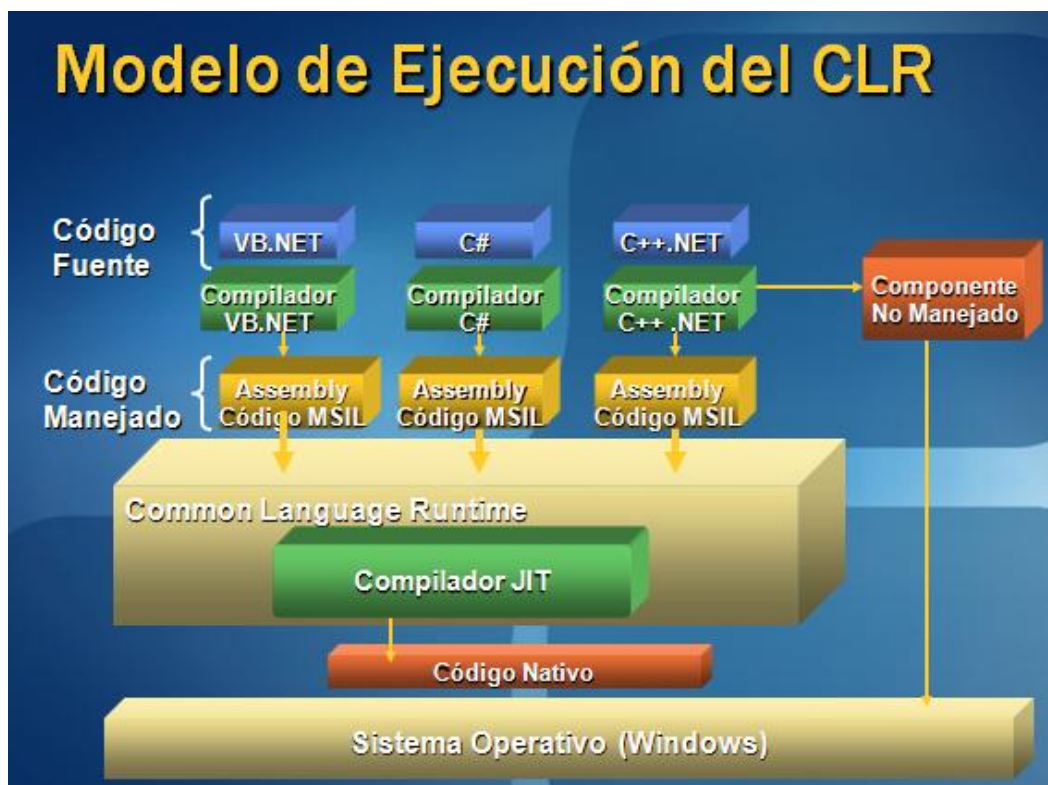 Modelo de Ejecución del CLR
Código
Fuente
VB.NET
C#
C++.NET
Compilador
VB.NET
Compilador
C#
Compilador
C++ .NET
Componente
No Manejado
Código
Manejado
Assembly
Código MSIL
Assembly
Código MSIL
Assembly
Código MSIL
Common Language Runtime
Compilador JIT
Código Nativo
Sistema Operativo (Windows)